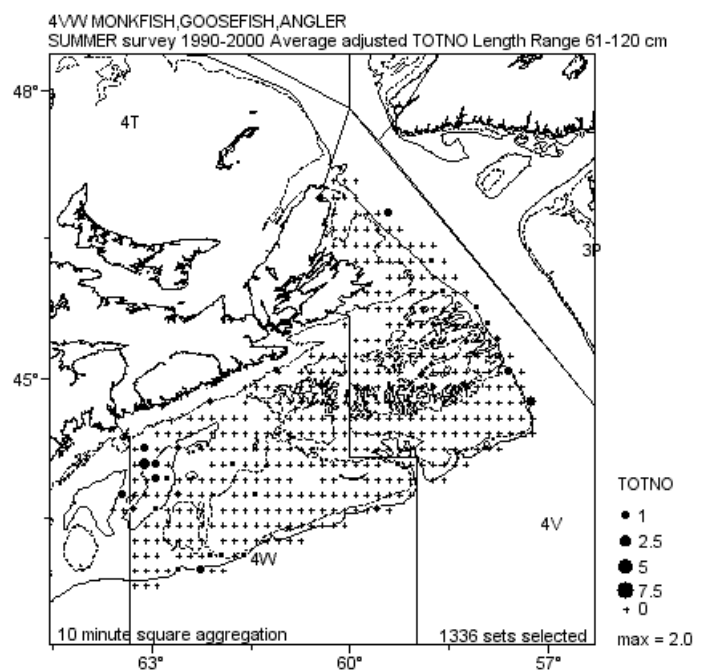 4VW MONKFISH,GOOSEFISH,ANGLER
SUMMER survey 1990-2000 Average adjusted TOTNO Length Range 61-120 cm
48°
4T
3P
45°
TOTNO
1
2.5
5
7.5
0
max = 2.0
4V
4W
10 minute square aggregation
1336 sets selected
63°
60°
57°